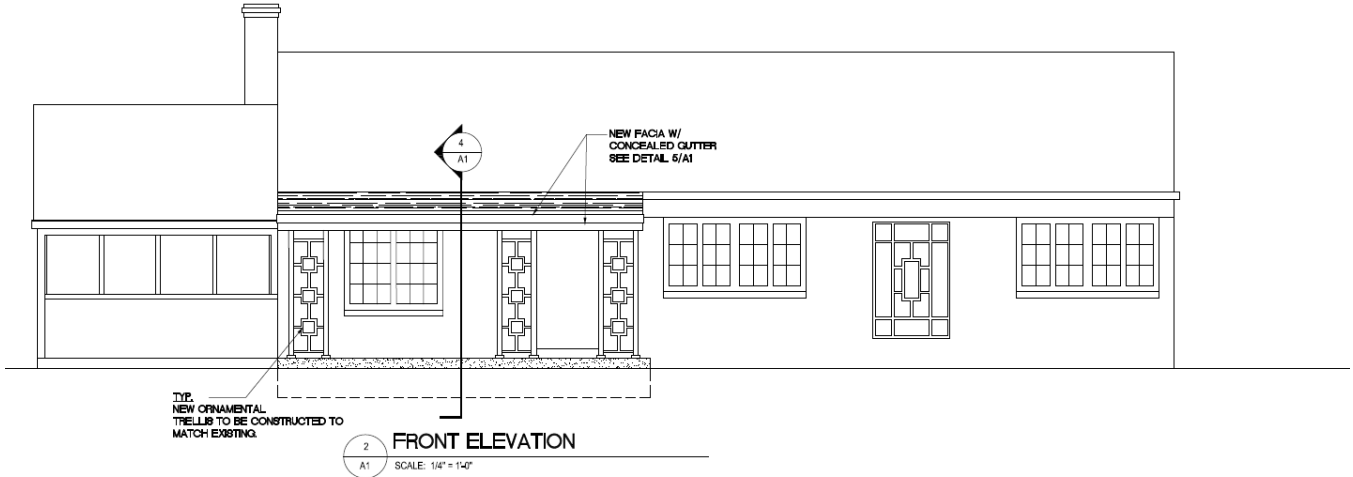 4
A1
NEW FACIA W/
CONCEALED GUTTER
SEE DETAIL 5/A1
TYP.
NEW ORNAMENTAL
TRELLIS TO BE CONSTRUCTED TO
MATCH EXISTING.
2
A1
FRONT ELEVATION
SCALE: 1/4" = 1'-0"